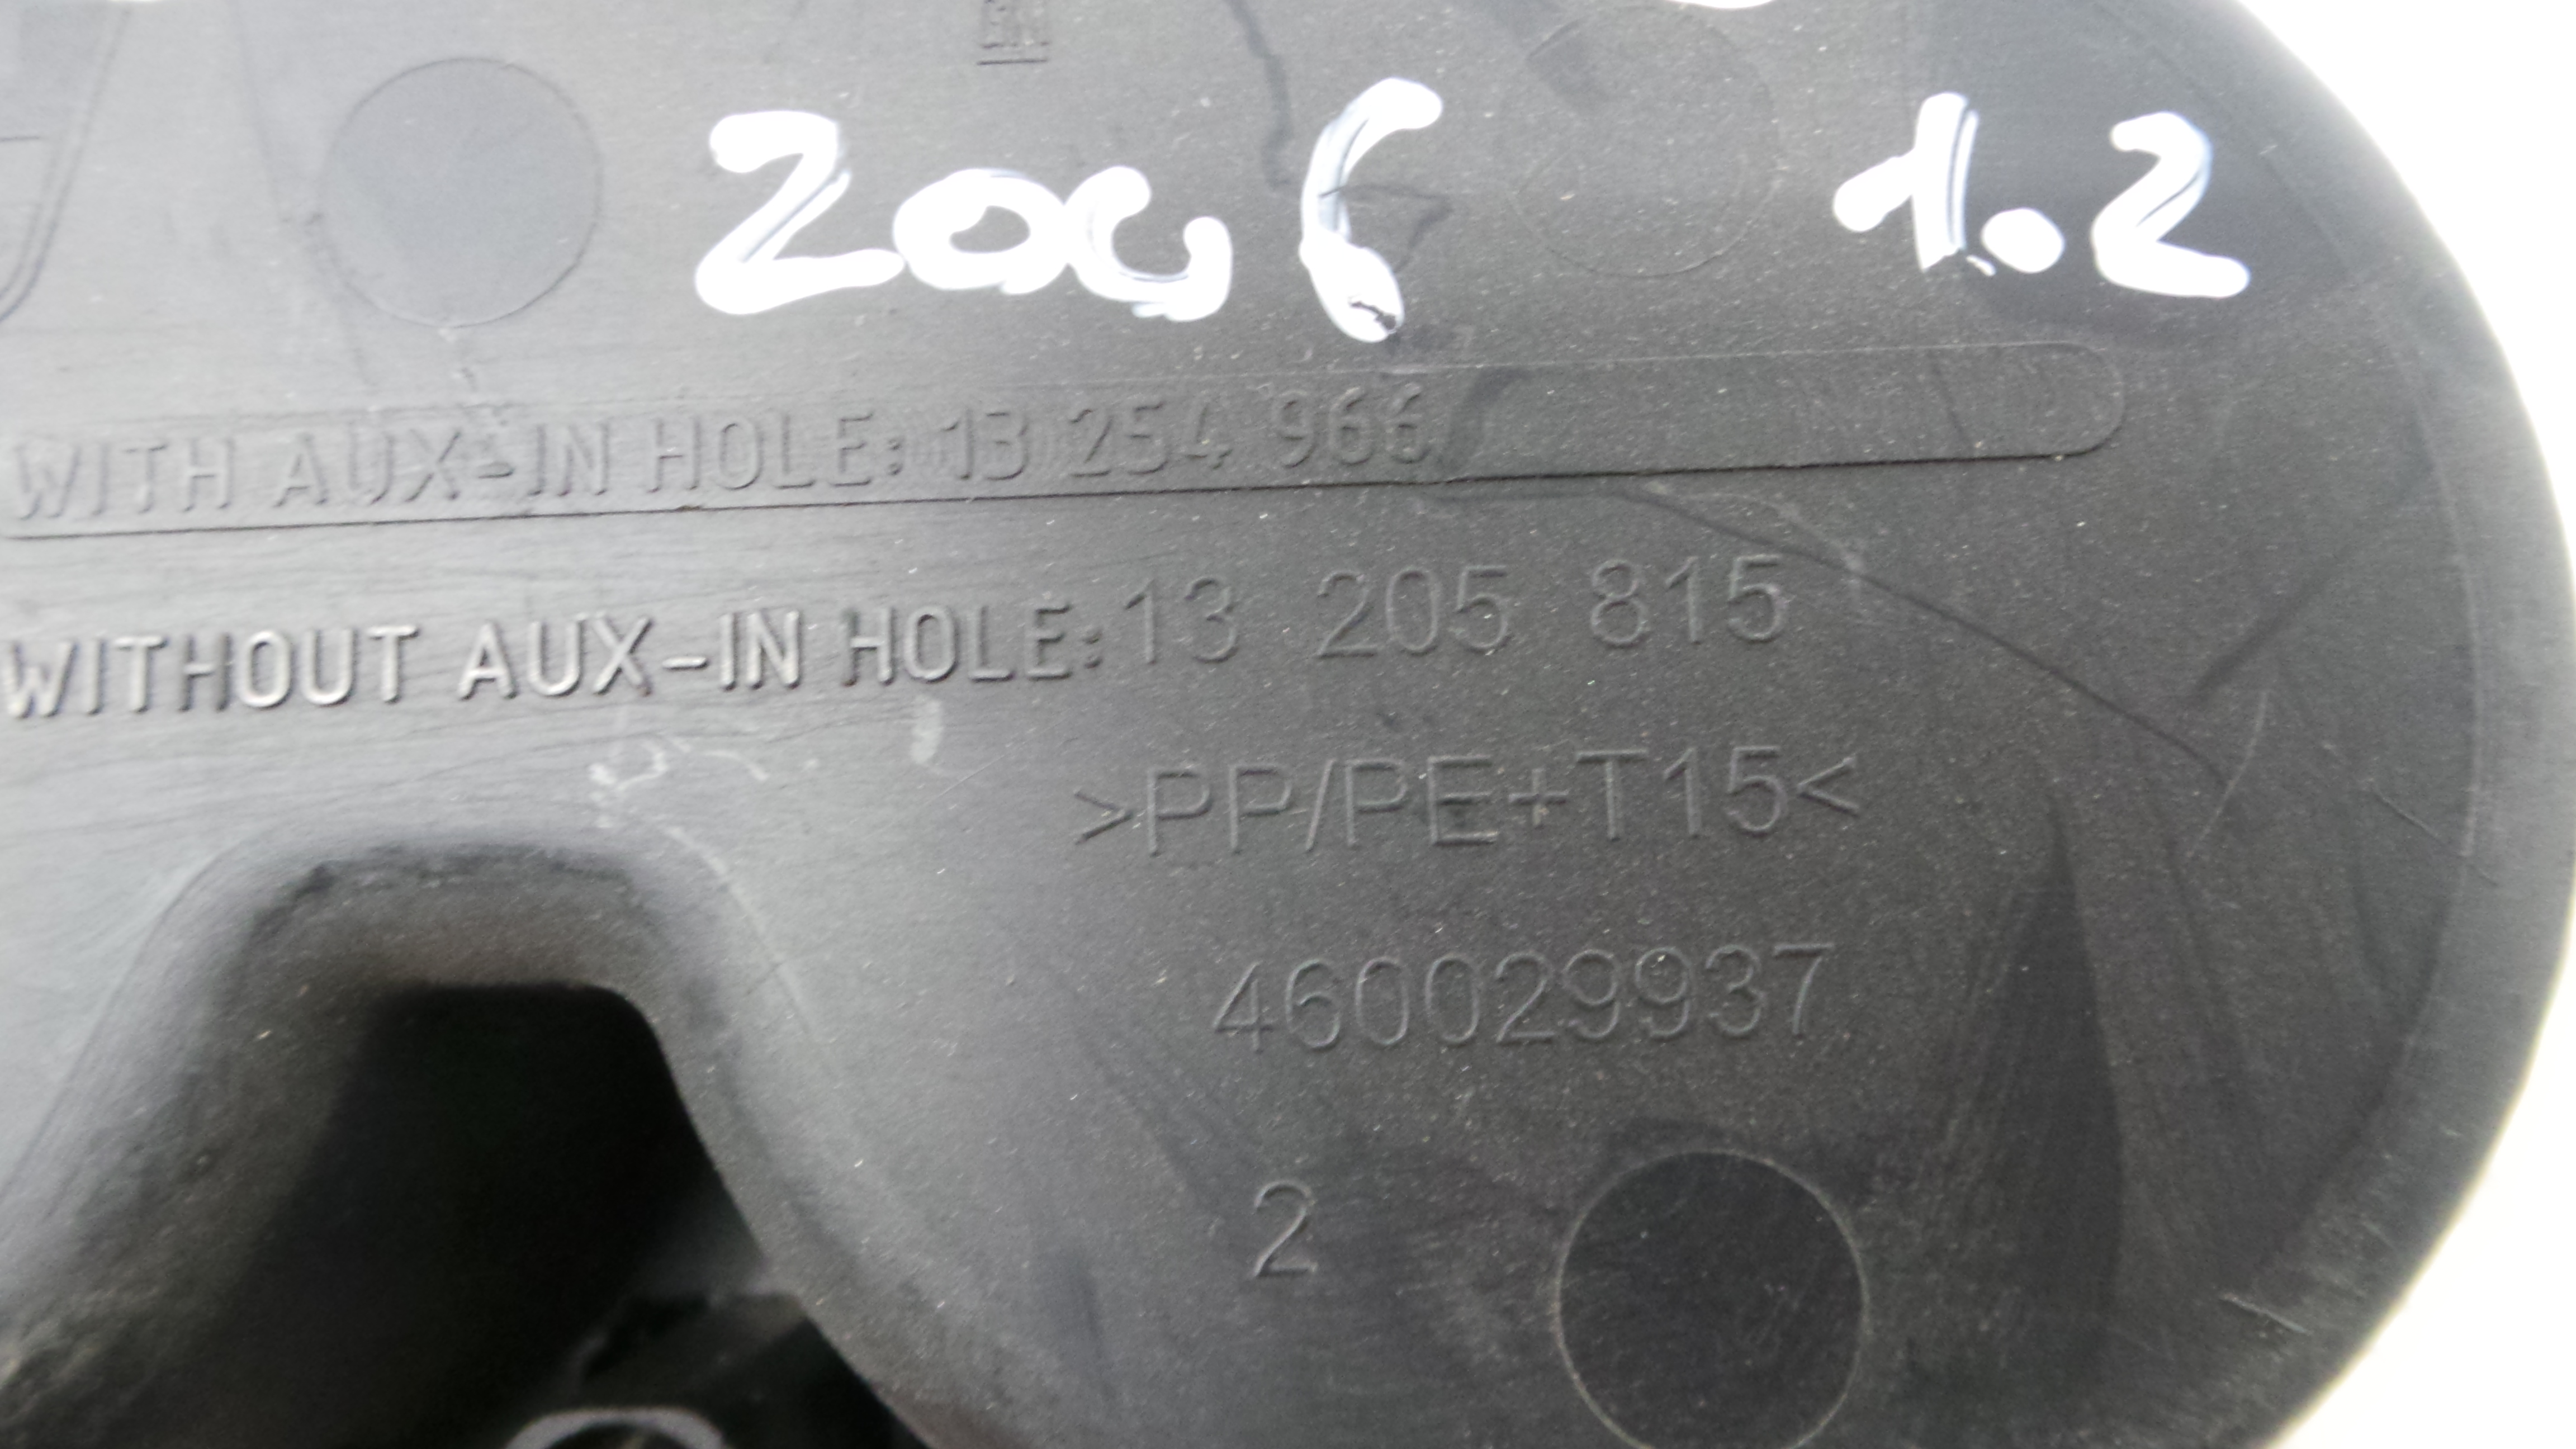 GM
2006 1.2
WITH AUX-IN HOLE: 13 254 966
WITHOUT AUX-IN HOLE: 13 205 815
>PP/PE+T15<
460029937
2